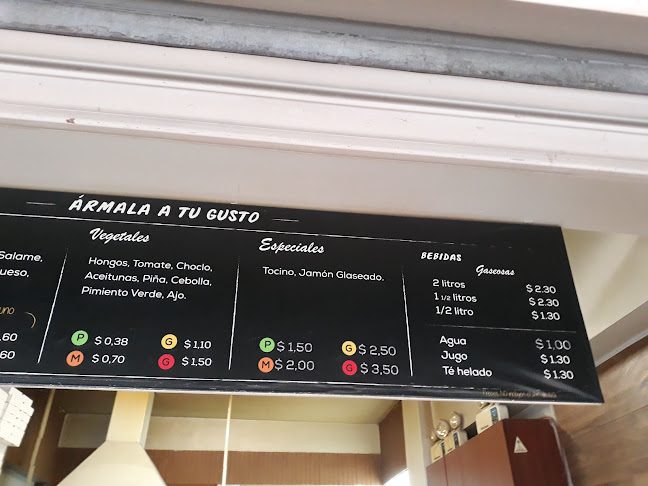 ÁRMALA A TU GUSTO
Salame,
ueso,
uno
.60
.60
Vegetales
Hongos, Tomate, Choclo,
Aceitunas, Piña, Cebolla,
Pimiento Verde, Ajo.
P $ 0,38 G $ 1,10
M $ 0,70 G $ 1,50
Especiales
Tocino, Jamón Glaseado.
P $ 1,50 G $ 2,50
M $ 2,00 G $ 3,50
BEBIDAS
Gaseosas
2 litros $ 2.30
1 1/2 litros $ 2.30
1/2 litro $ 1.30
Agua $ 1,00
Jugo $ 1.30
Té helado $ 1.30